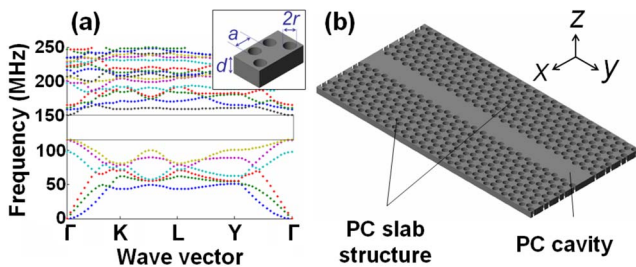 (a)
250
200
150
100
50
0
Frequency (MHz)
Γ K L Y Γ
Wave vector
a
2r
d
(b)
z
x
y
PC slab
structure
PC cavity